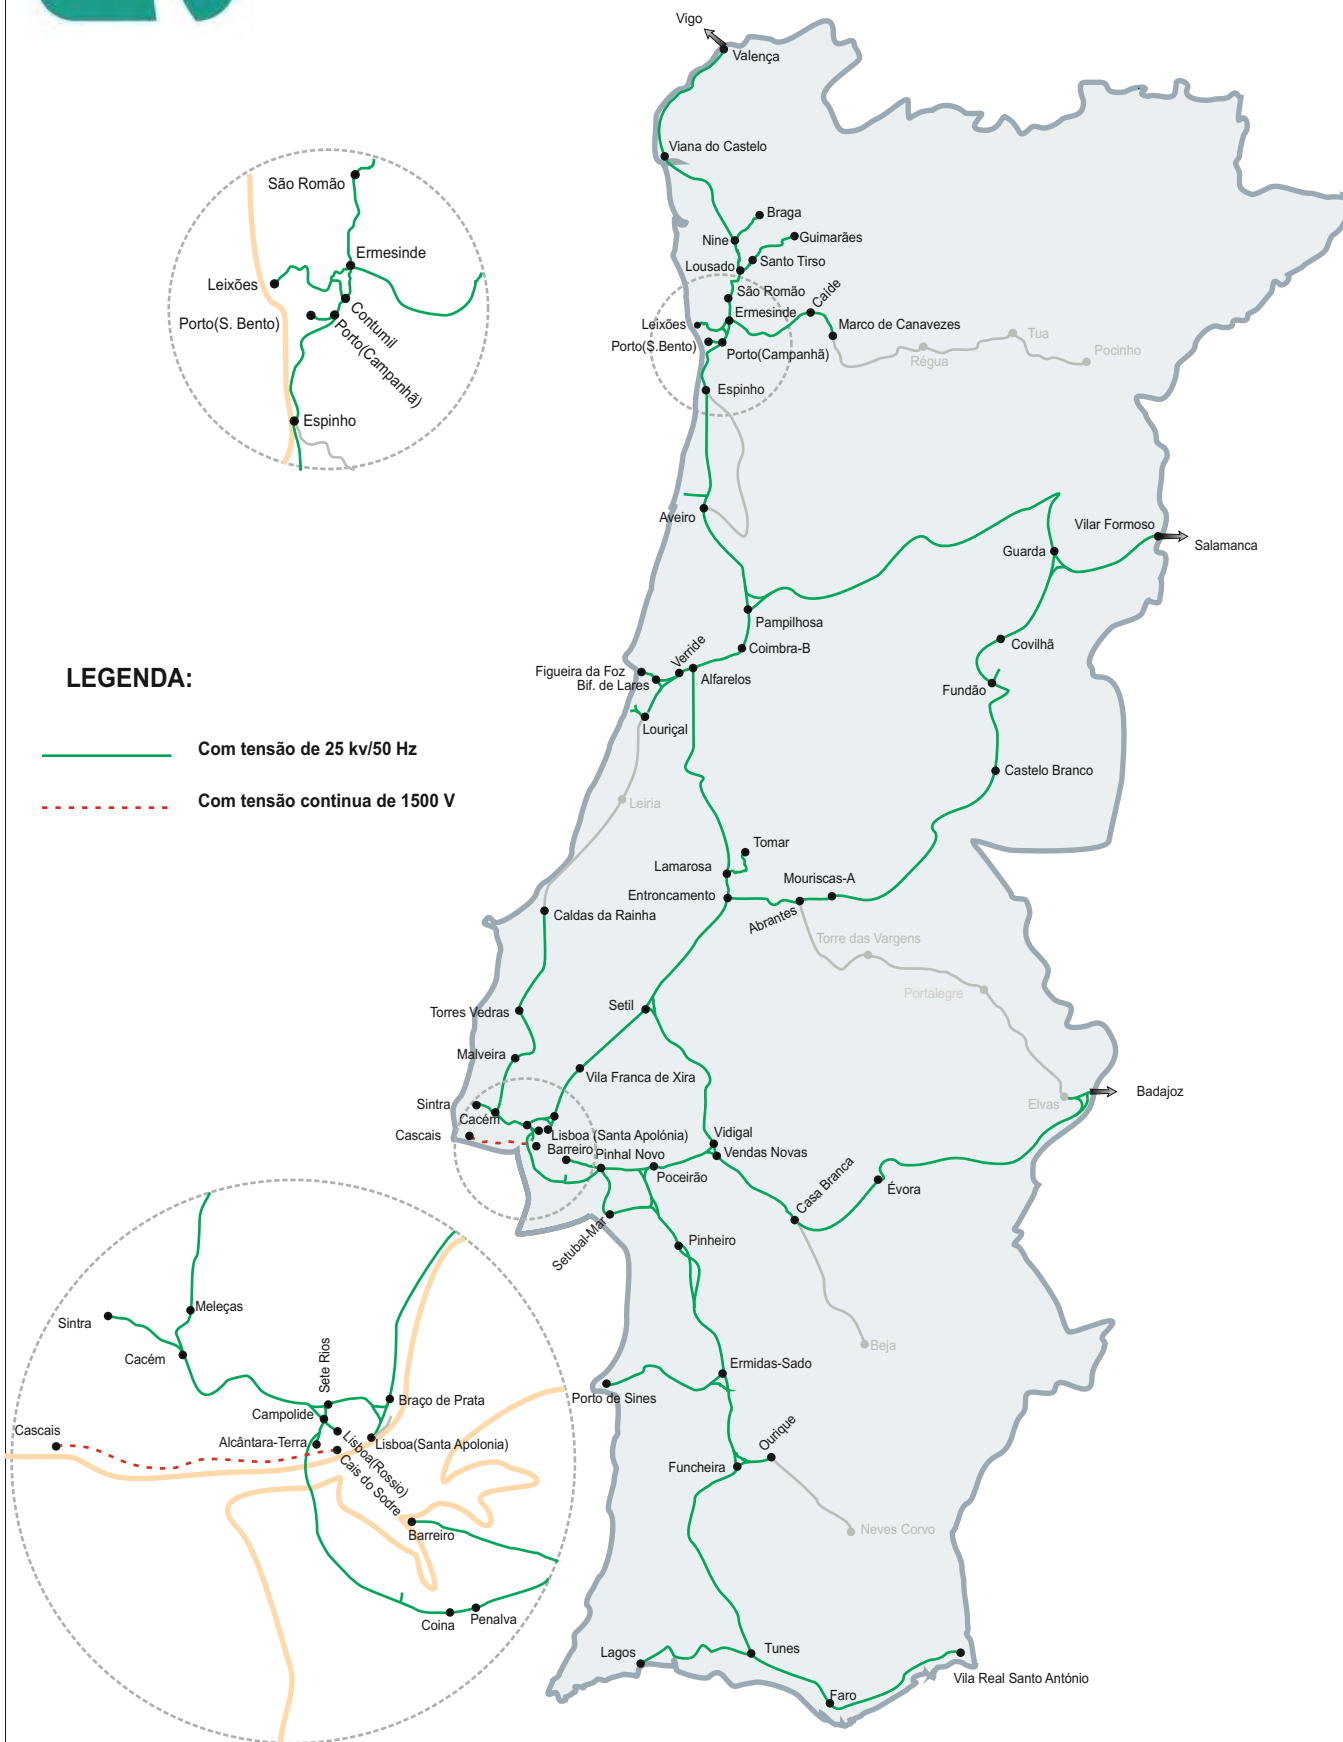 Vigo
Valença
Viana do Castelo
Braga
Nine
Guimarães
Lousado
Santo Tirso
São Romão
Caíde
Ermesinde
Leixões
Marco de Canavezes
Porto(S.Bento)
Porto(Campanhã)
Tua
Régua
Pocinho
Espinho
São Romão
Ermesinde
Leixões
Contumil
Porto(S. Bento)
Porto(Campanhã)
Espinho
Aveiro
Vilar Formoso
Salamanca
Guarda
Pampilhosa
Coimbra-B
Covilhã
Verride
Figueira da Foz
Bif. de Lares
Alfarelos
Fundão
Louriçal
LEGENDA:
Com tensão de 25 kv/50 Hz
Com tensão continua de 1500 V
Castelo Branco
Leiria
Tomar
Lamarosa
Mouriscas-A
Entroncamento
Abrantes
Caldas da Rainha
Torre das Vargens
Portalegre
Setil
Torres Vedras
Malveira
Vila Franca de Xira
Elvas
Badajoz
Sintra
Cacém
Cascais
Lisboa (Santa Apolónia)
Barreiro
Pinhal Novo
Vidigal
Vendas Novas
Poceirão
Casa Branca
Évora
Setubal-Mar
Pinheiro
Beja
Ermidas-Sado
Porto de Sines
Ourique
Funcheira
Neves Corvo
Meleças
Sintra
Cacém
Sete Rios
Braço de Prata
Campolide
Cascais
Alcântara-Terra
Lisboa(Santa Apolonia)
Lisboa(Rossio)
Cais do Sodre
Barreiro
Coina
Penalva
Lagos
Tunes
Faro
Vila Real Santo António